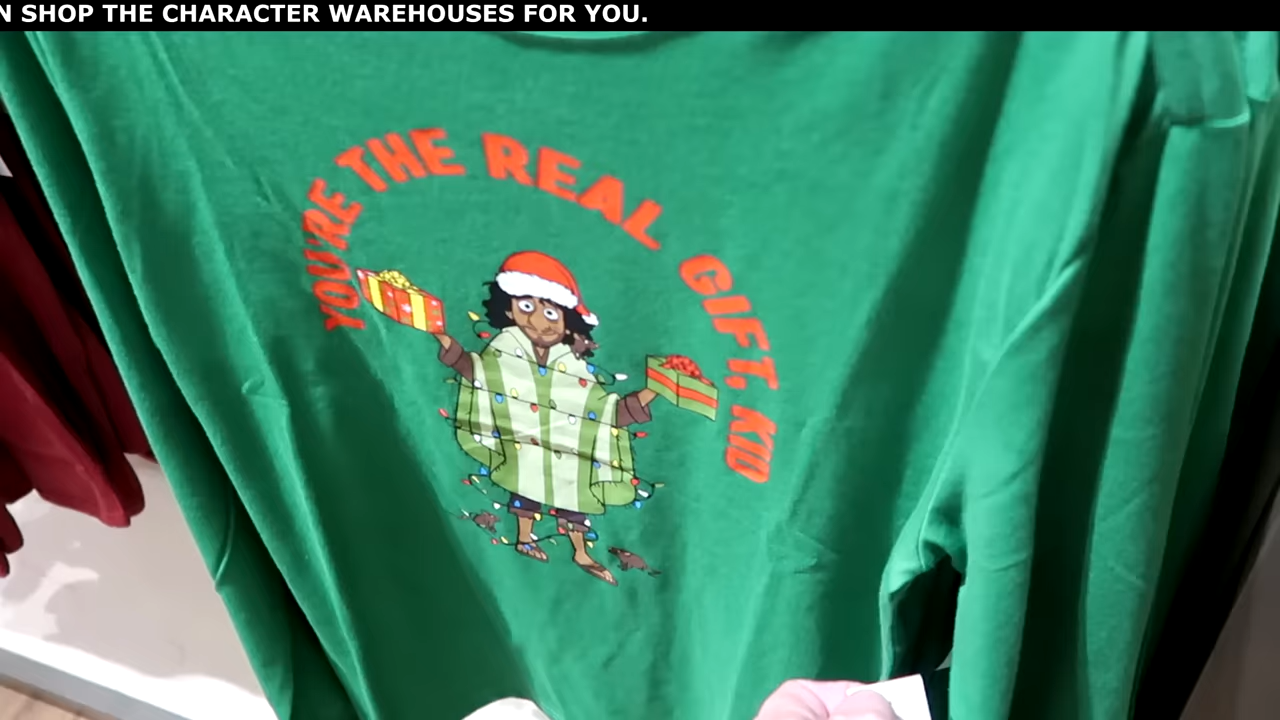 N SHOP THE CHARACTER WAREHOUSES FOR YOU.
YOU'RE THE REAL GIFT, KID